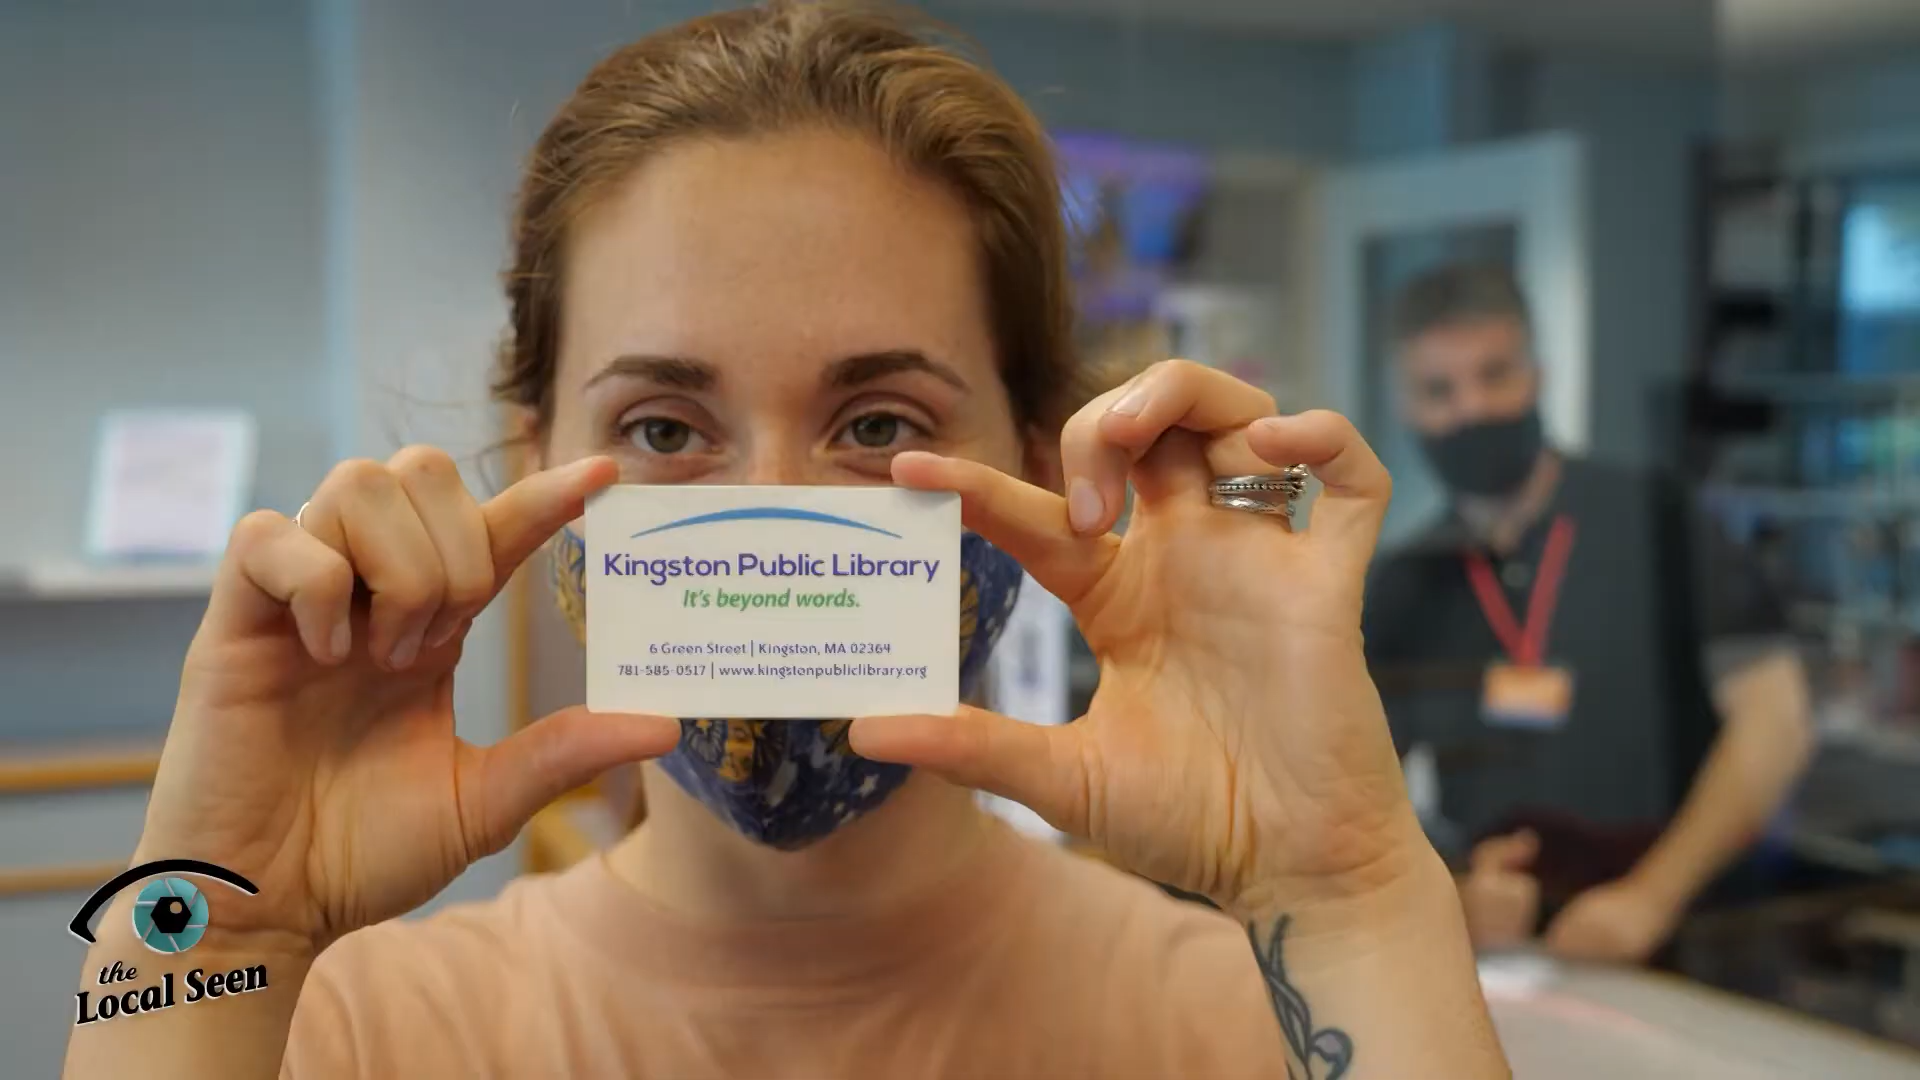 Kingston Public Library
It's beyond words.
6 Green Street | Kingston, MA 02364
781-585-0517 | www.kingstonpubliclibrary.org
the
Local Seen